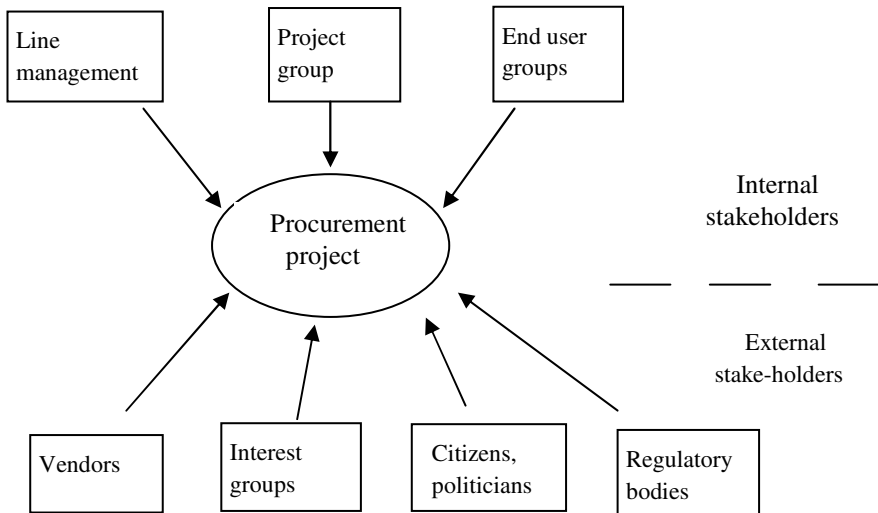 Line
management
Project
group
End user
groups
Procurement
project
Internal
stakeholders
External
stake-holders
Vendors
Interest
groups
Citizens,
politicians
Regulatory
bodies